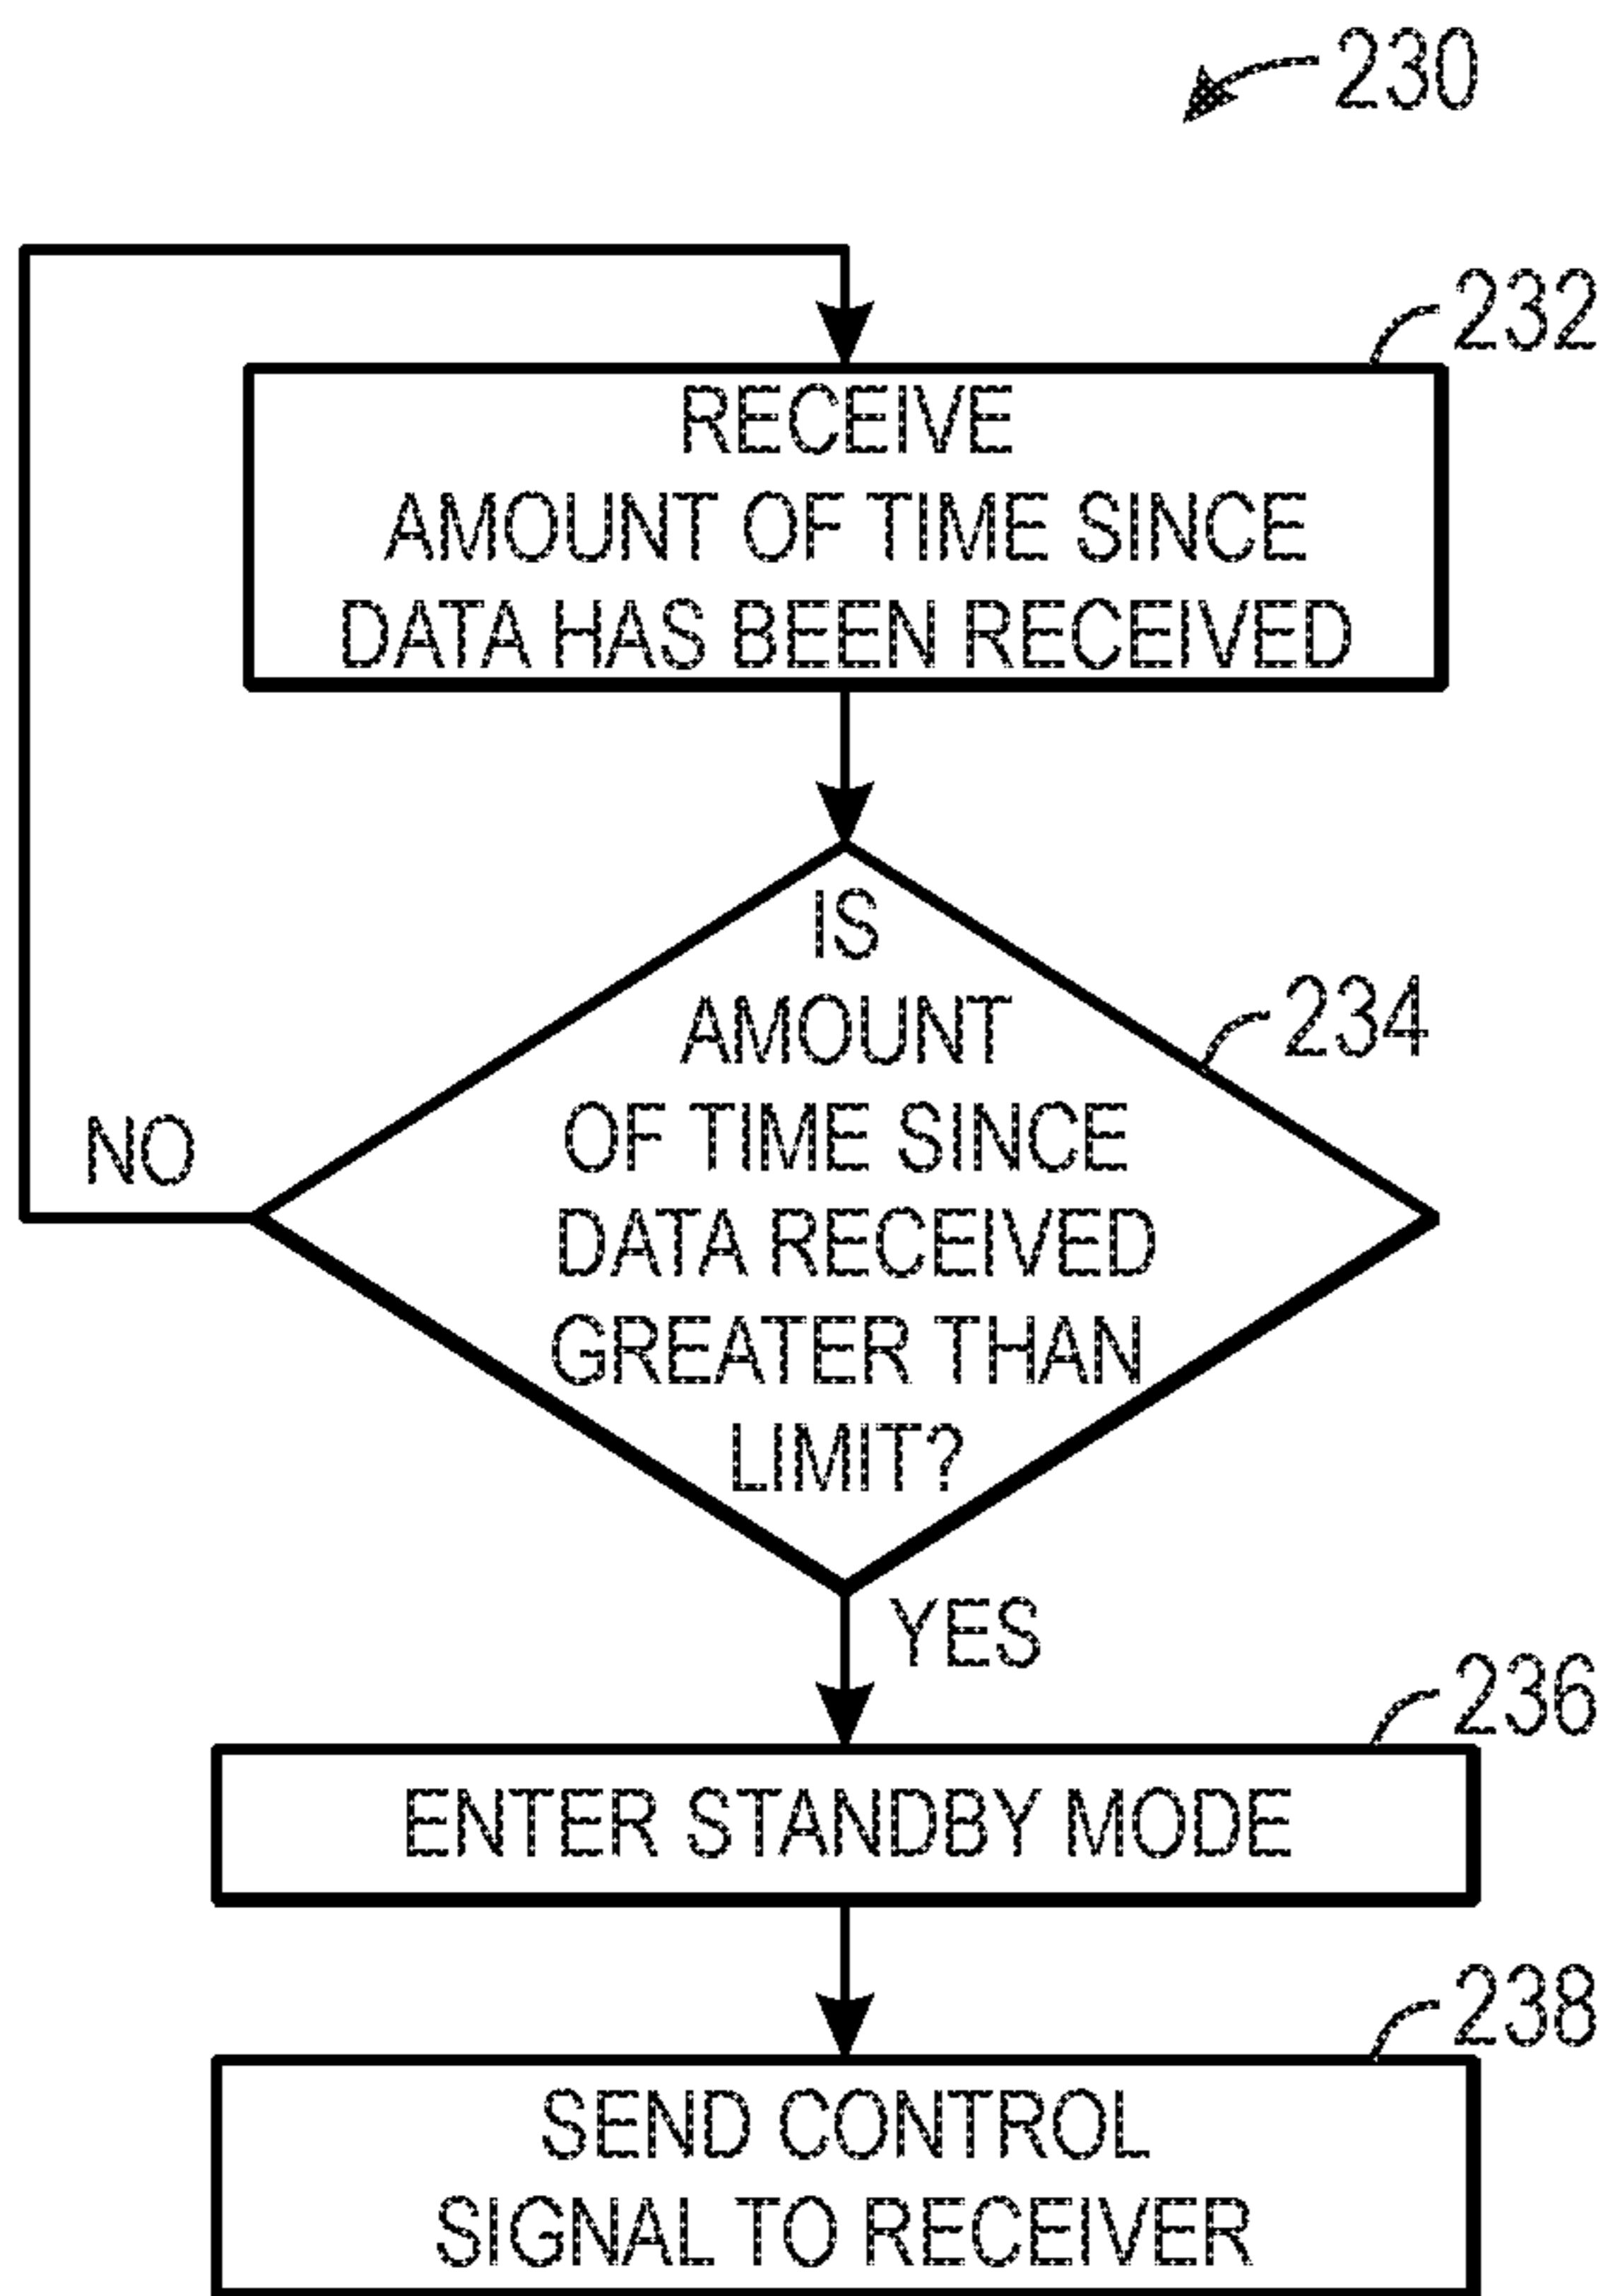 230
232
RECEIVE
AMOUNT OF TIME SINCE
DATA HAS BEEN RECEIVED
IS
AMOUNT
OF TIME SINCE
DATA RECEIVED
GREATER THAN
LIMIT?
234
NO
YES
236
ENTER STANDBY MODE
238
SEND CONTROL
SIGNAL TO RECEIVER